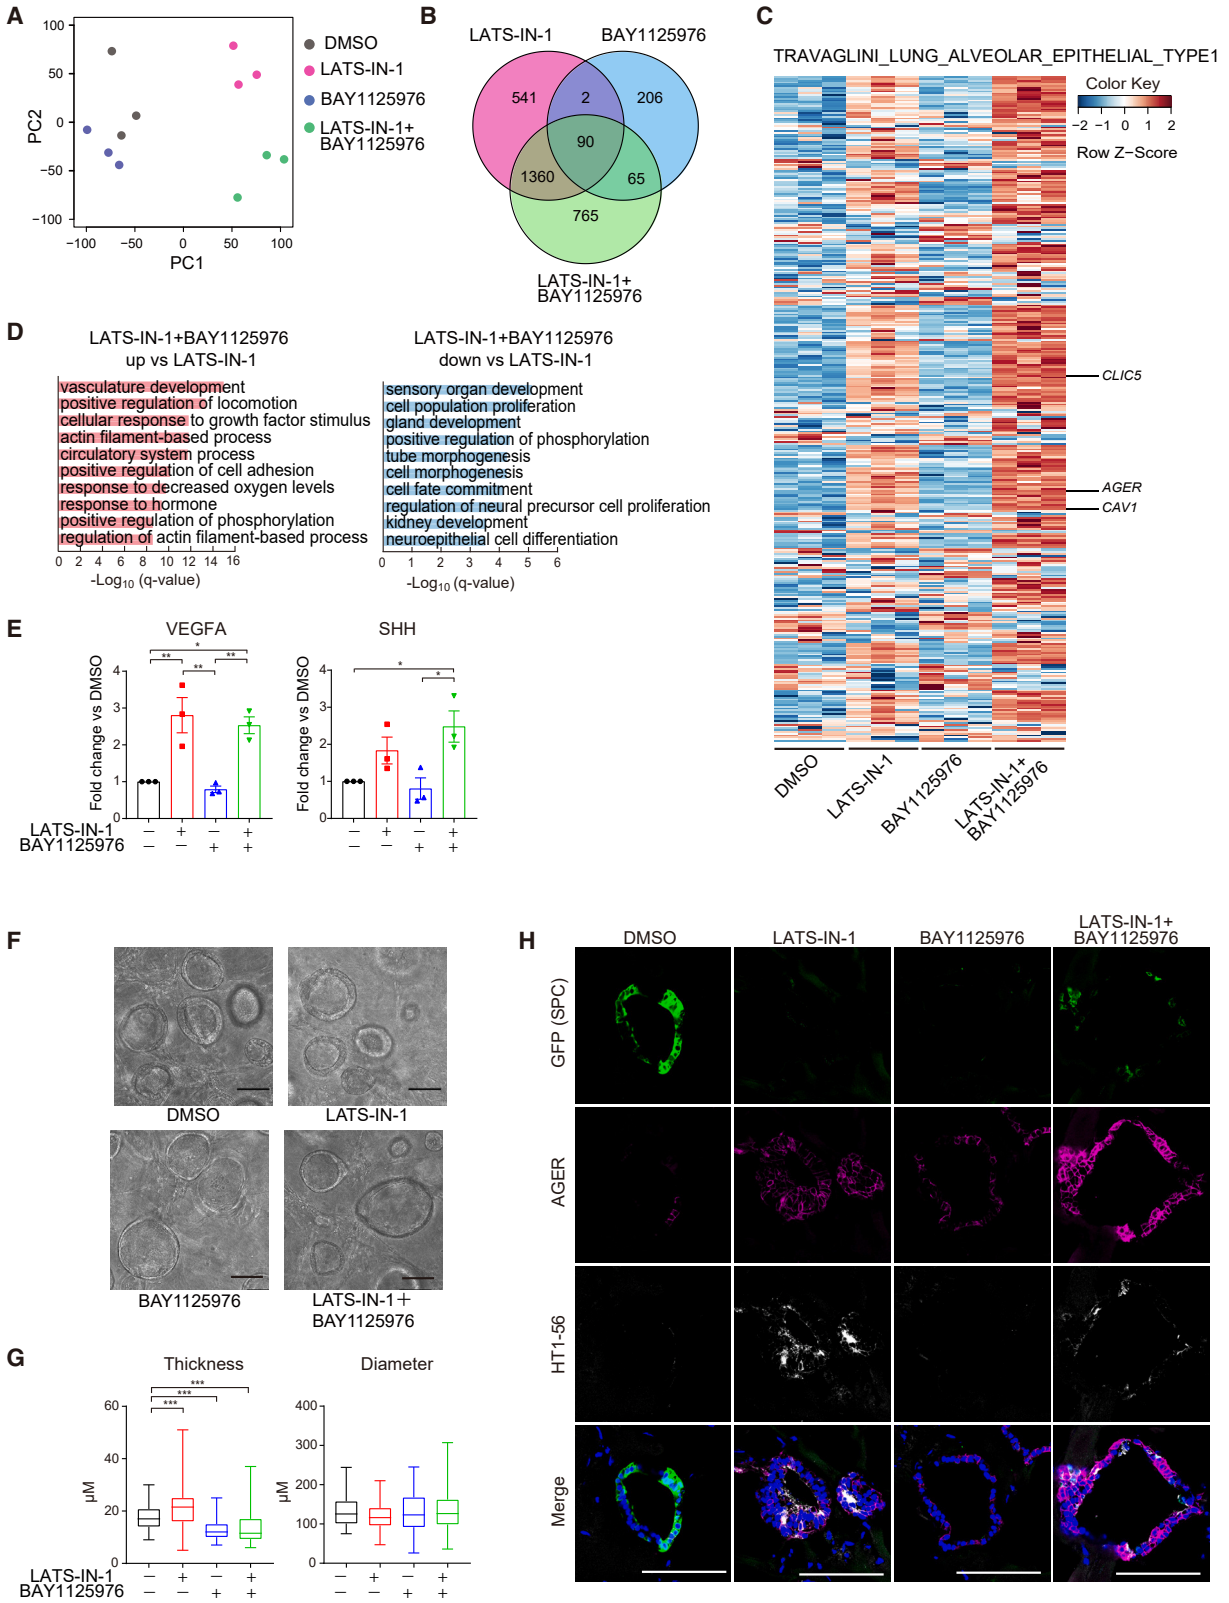 A
100
50
0
−50
−100
PC2
−100
−50
0
50
100
PC1
DMSO
LATS-IN-1
BAY1125976
LATS-IN-1+
BAY1125976
B
LATS-IN-1
BAY1125976
541
2
206
90
1360
65
765
LATS-IN-1+
BAY1125976
C
TRAVAGLINI_LUNG_ALVEOLAR_EPITHELIAL_TYPE1
Color Key
−2 −1 0 1 2
Row Z−Score
CLIC5
AGER
CAV1
DMSO
LATS-IN-1
BAY1125976
LATS-IN-1+
BAY1125976
D
LATS-IN-1+BAY1125976
up vs LATS-IN-1
vasculature development
positive regulation of locomotion
cellular response to growth factor stimulus
actin filament-based process
circulatory system process
positive regulation of cell adhesion
response to decreased oxygen levels
response to hormone
positive regulation of phosphorylation
regulation of actin filament-based process
0 2 4 6 8 10 12 14 16
-Log10 (q-value)
LATS-IN-1+BAY1125976
down vs LATS-IN-1
sensory organ development
cell population proliferation
gland development
positive regulation of phosphorylation
tube morphogenesis
cell morphogenesis
cell fate commitment
regulation of neural precursor cell proliferation
kidney development
neuroepithelial cell differentiation
0 1 2 3 4 5 6
-Log10 (q-value)
E
VEGFA
*
** **
**
4
3
2
1
0
Fold change vs DMSO
SHH
*
*
4
3
2
1
0
Fold change vs DMSO
LATS-IN-1 − + − + − + − +
BAY1125976 − − + + − − + +
F
DMSO
LATS-IN-1
BAY1125976
LATS-IN-1+
BAY1125976
G
Thickness
***
***
***
60
40
20
0
µM
Diameter
400
300
200
100
0
µM
LATS-IN-1 − + − + − + − +
BAY1125976 − − + + − − + +
H
DMSO
LATS-IN-1
BAY1125976
LATS-IN-1+
BAY1125976
GFP (SPC)
AGER
HT1-56
Merge